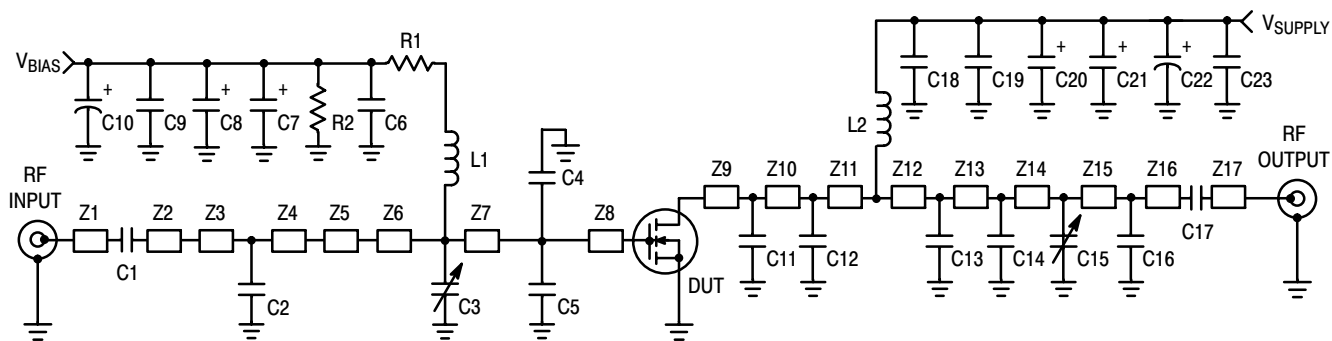 V_BIAS
R1
+
C10
C9
+
C8
+
C7
R2
C6
L1
RF
INPUT
Z1
C1
Z2
Z3
C2
Z4
Z5
Z6
C3
Z7
C4
C5
Z8
DUT
Z9
Z10
Z11
C11
C12
L2
V_SUPPLY
C18
C19
+
C20
+
C21
+
C22
C23
Z12
Z13
Z14
Z15
Z16
Z17
C13
C14
C15
C16
C17
RF
OUTPUT